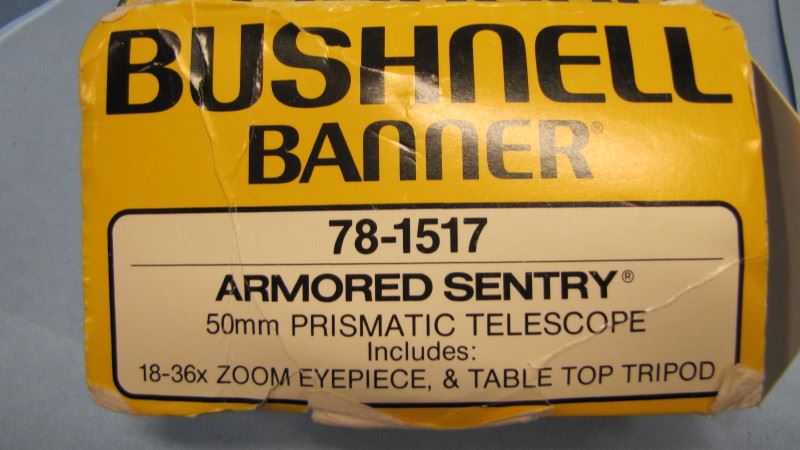 BUSHNELL
BANNER®
78-1517
ARMORED SENTRY®
50mm PRISMATIC TELESCOPE
Includes:
18-36x ZOOM EYEPIECE, & TABLE TOP TRIPOD